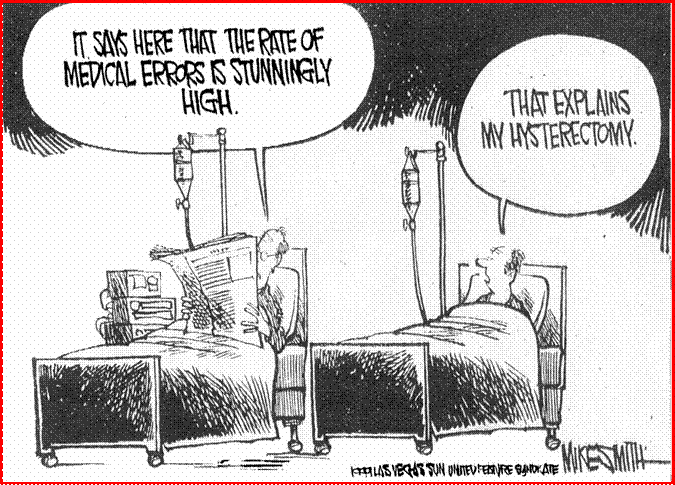 IT SAYS HERE THAT THE RATE OF
MEDICAL ERRORS IS STUNNINGLY
HIGH.
THAT EXPLAINS
MY HYSTERECTOMY.
1999 LAS VEGAS SUN UNITED FEATURE SYNDICATE
MIKE SMITH